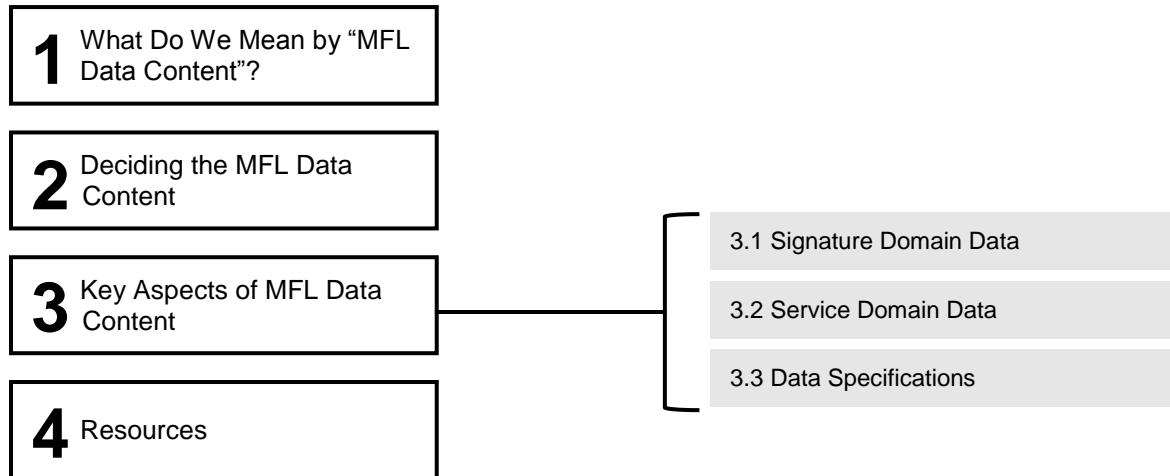 1
What Do We Mean by “MFL
Data Content”?
2
Deciding the MFL Data
Content
3
Key Aspects of MFL Data
Content
3.1 Signature Domain Data
3.2 Service Domain Data
3.3 Data Specifications
4
Resources